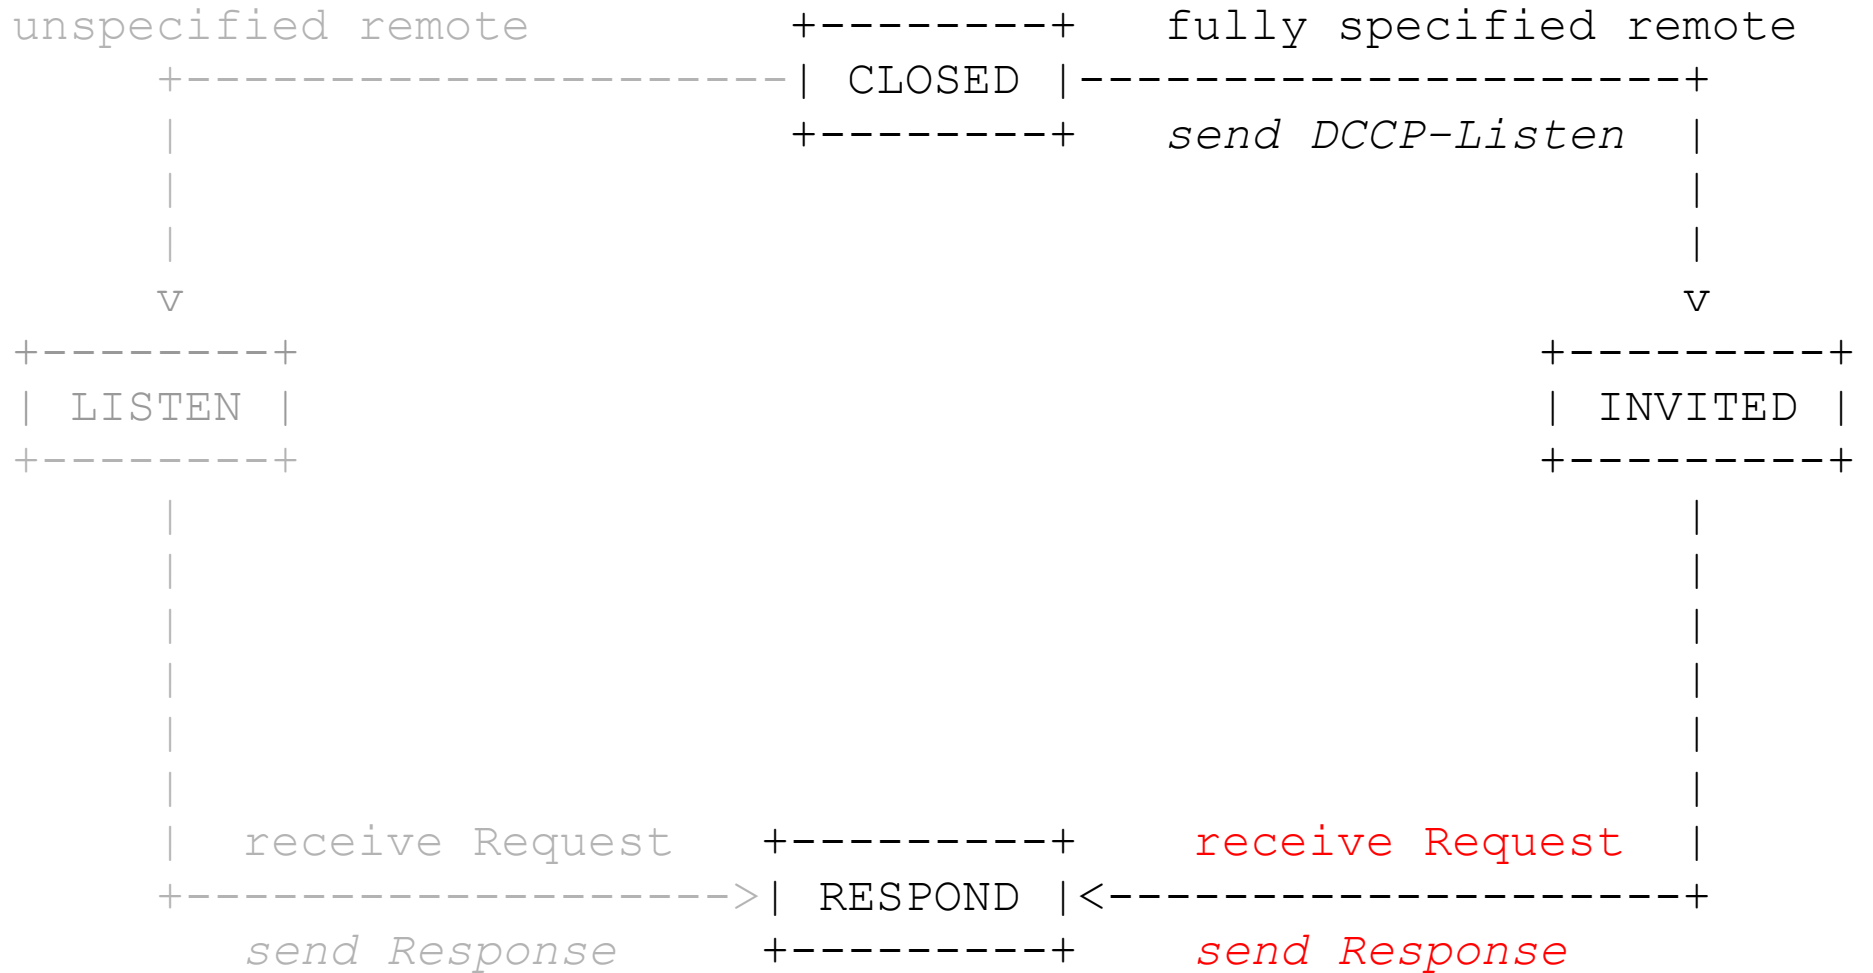 unspecified remote          +--------+   fully specified remote
     +---------------------| CLOSED |---------------------+
     |                     +--------+   send DCCP-Listen  |
     |                                                     |
     |                                                     |
     v                                                     v
+--------+                                           +---------+
| LISTEN |                                           | INVITED |
+--------+                                           +---------+
     |                                                     |
     |                                                     |
     |                                                     |
     |                                                     |
     |                                                     |
     |                                                     |
     |  receive Request   +---------+    receive Request  |
     +------------------->| RESPOND |<--------------------+
        send Response     +---------+    send Response